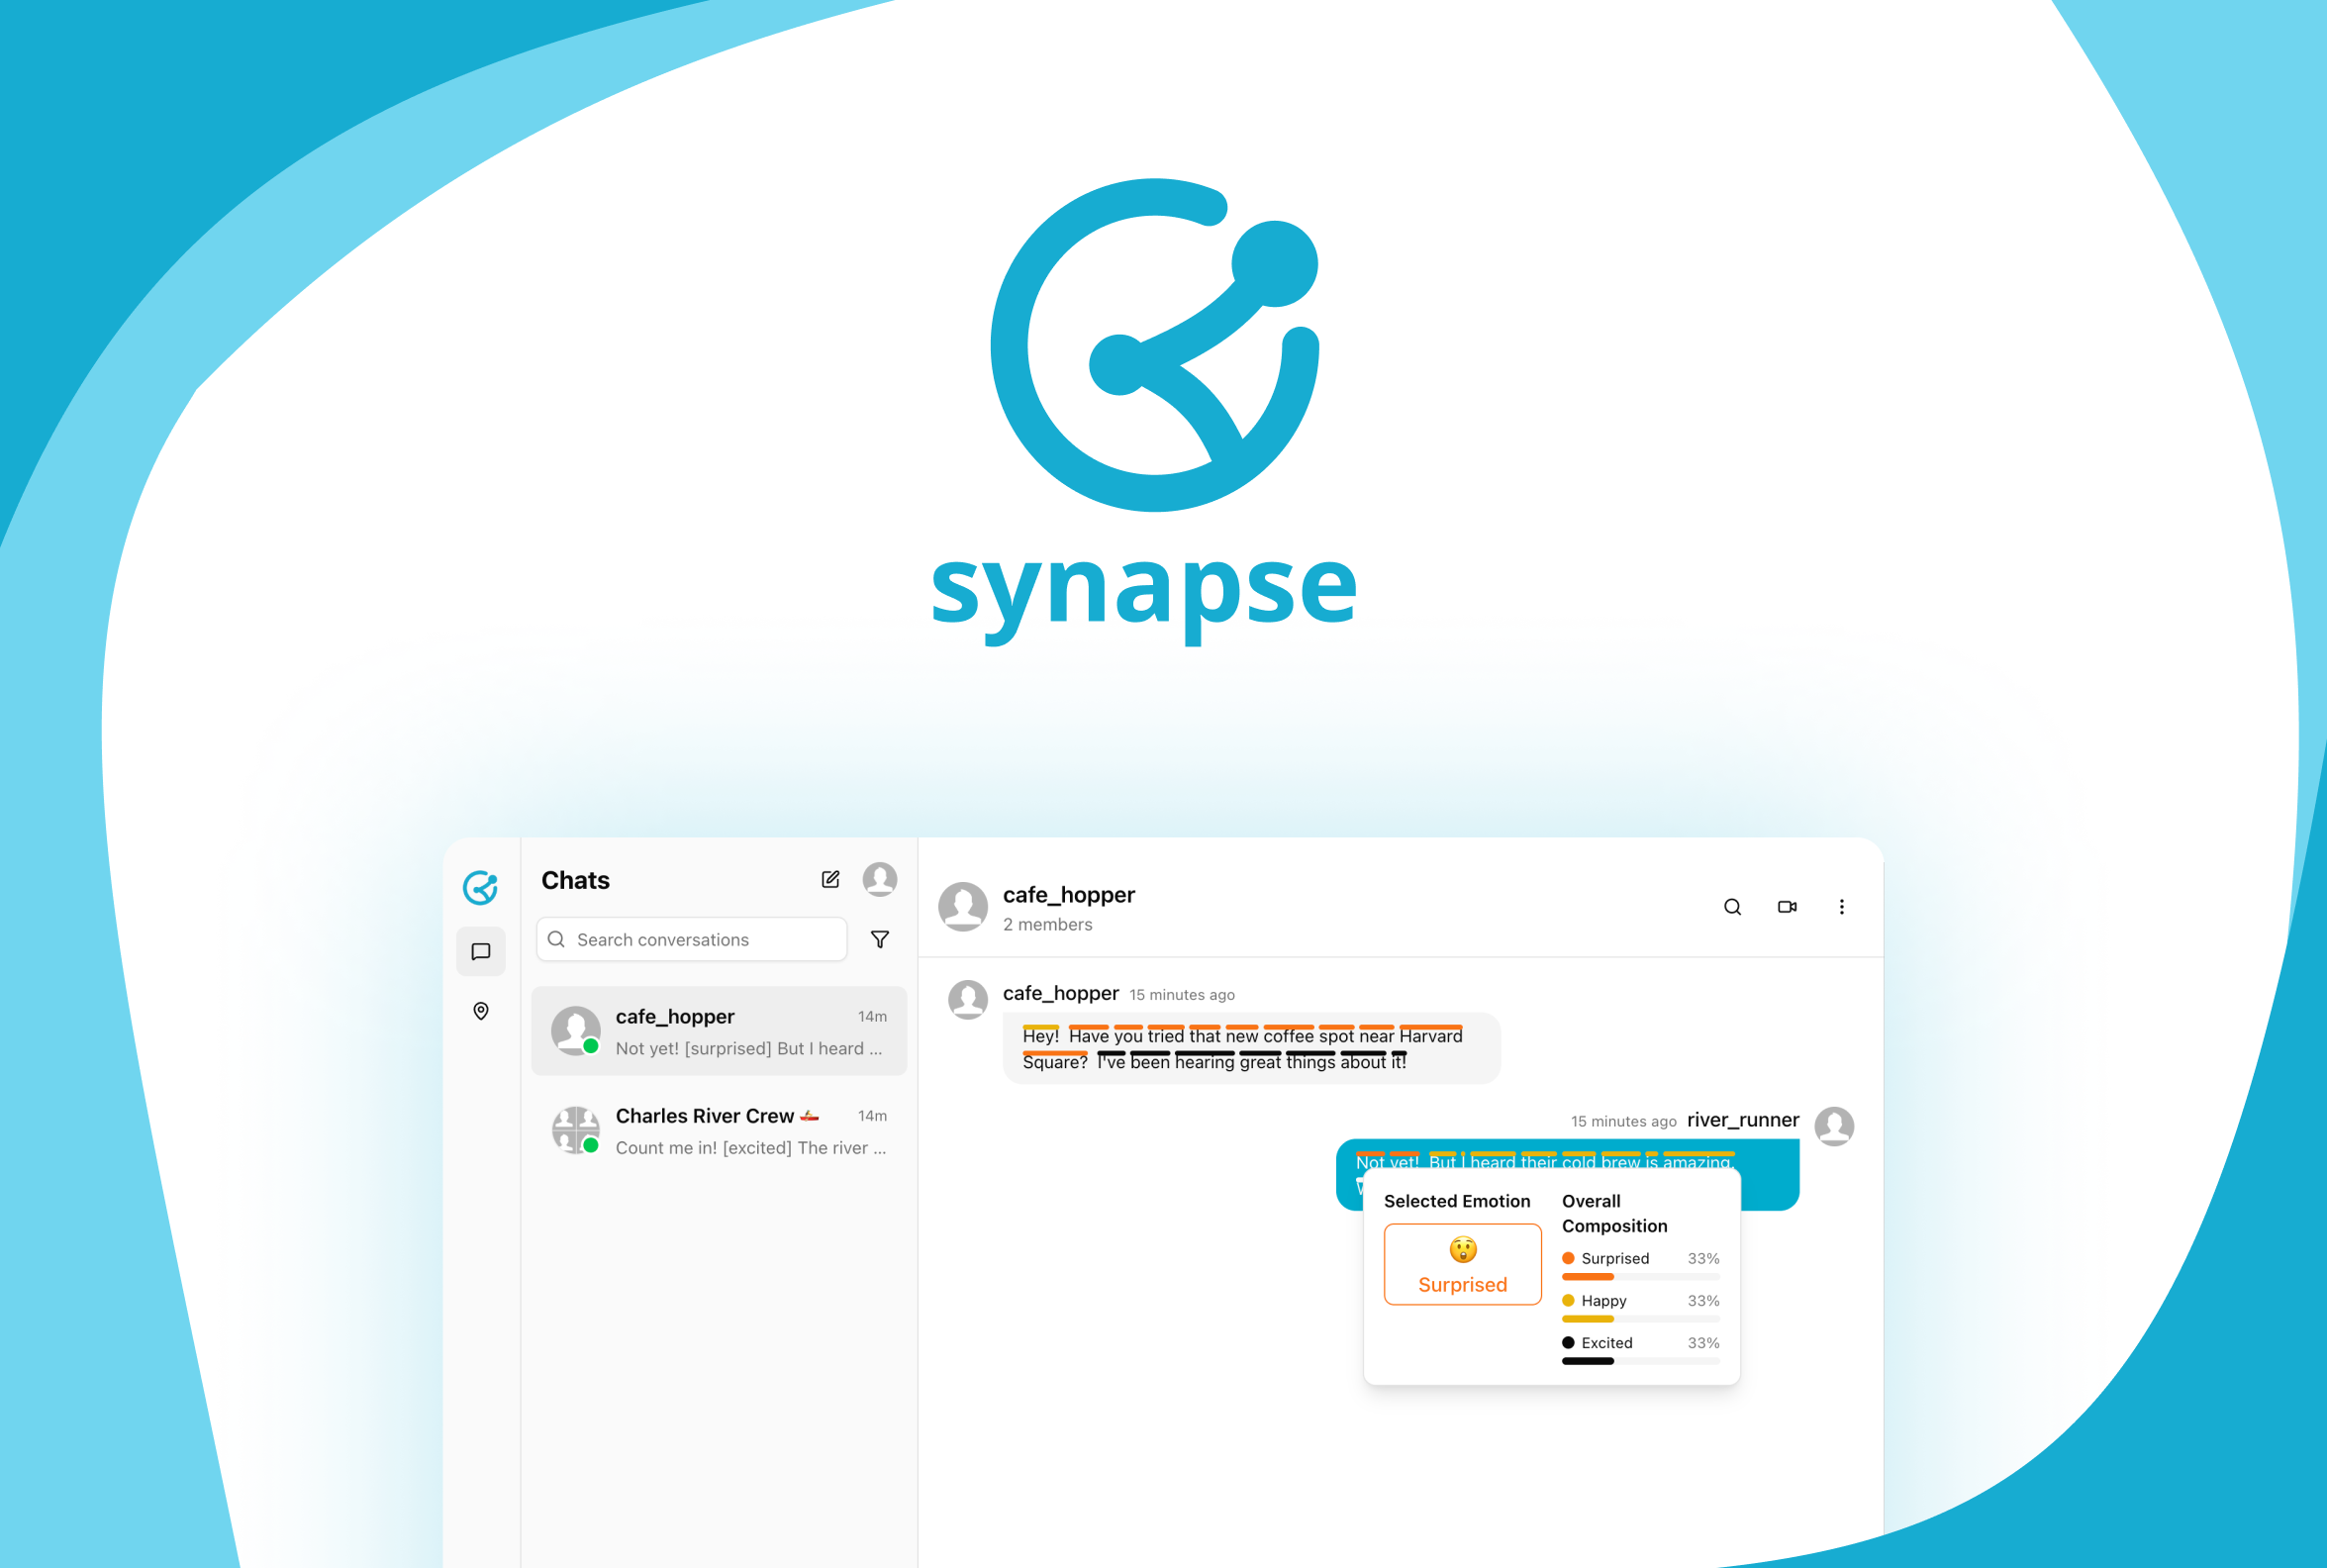 synapse
Chats
Search conversations
cafe_hopper
14m
Not yet! [surprised] But I heard ...
Charles River Crew 🚣
14m
Count me in! [excited] The river ...
cafe_hopper
2 members
cafe_hopper 15 minutes ago
Hey! Have you tried that new coffee spot near Harvard
Square? I've been hearing great things about it!
15 minutes ago river_runner
Not yet! But I heard their cold brew is amazing.
Selected Emotion
😲
Surprised
Overall
Composition
Surprised 33%
Happy 33%
Excited 33%